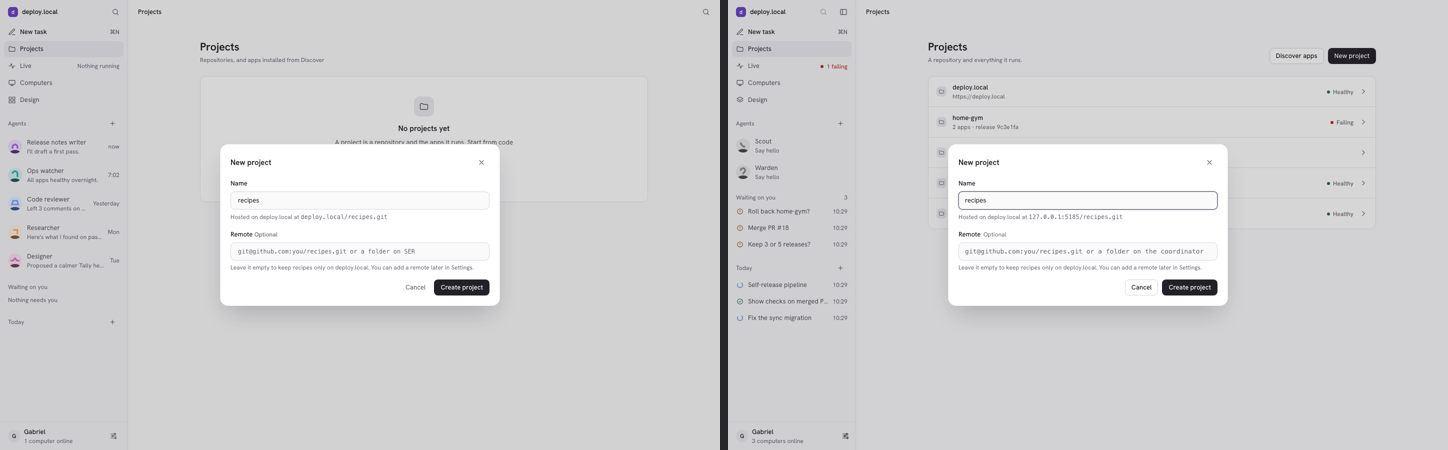 d deploy.local
New task ⌘N
Projects
Live Nothing running
Computers
Design
Agents
Release notes writer now
I'll draft a first pass.
Ops watcher 7:02
All apps healthy overnight.
Code reviewer Yesterday
Left 3 comments on ...
Researcher Mon
Here's what I found on pas...
Designer Tue
Proposed a calmer Tally he...
Waiting on you
Nothing needs you
Today
G Gabriel
1 computer online
Projects
Projects
Repositories, and apps installed from Discover
No projects yet
A project is a repository and the apps it runs. Start from code
New project
Name
recipes
Hosted on deploy.local at deploy.local/recipes.git
Remote Optional
git@github.com:you/recipes.git or a folder on SER
Leave it empty to keep recipes only on deploy.local. You can add a remote later in Settings.
Cancel Create project
d deploy.local
New task ⌘N
Projects
Live 1 failing
Computers
Design
Agents
Scout
Say hello
Warden
Say hello
Waiting on you 3
Roll back home-gym? 10:29
Merge PR #18 10:29
Keep 3 or 5 releases? 10:29
Today
Self-release pipeline 10:29
Show checks on merged P... 10:29
Fix the sync migration 10:29
G Gabriel
3 computers online
Projects
Projects
A repository and everything it runs.
Discover apps New project
deploy.local
https://deploy.local
Healthy
home-gym
2 apps · release 9c3e1fa
Failing
Healthy
Healthy
New project
Name
recipes
Hosted on deploy.local at 127.0.0.1:5185/recipes.git
Remote Optional
git@github.com:you/recipes.git or a folder on the coordinator
Leave it empty to keep recipes only on deploy.local. You can add a remote later in Settings.
Cancel Create project